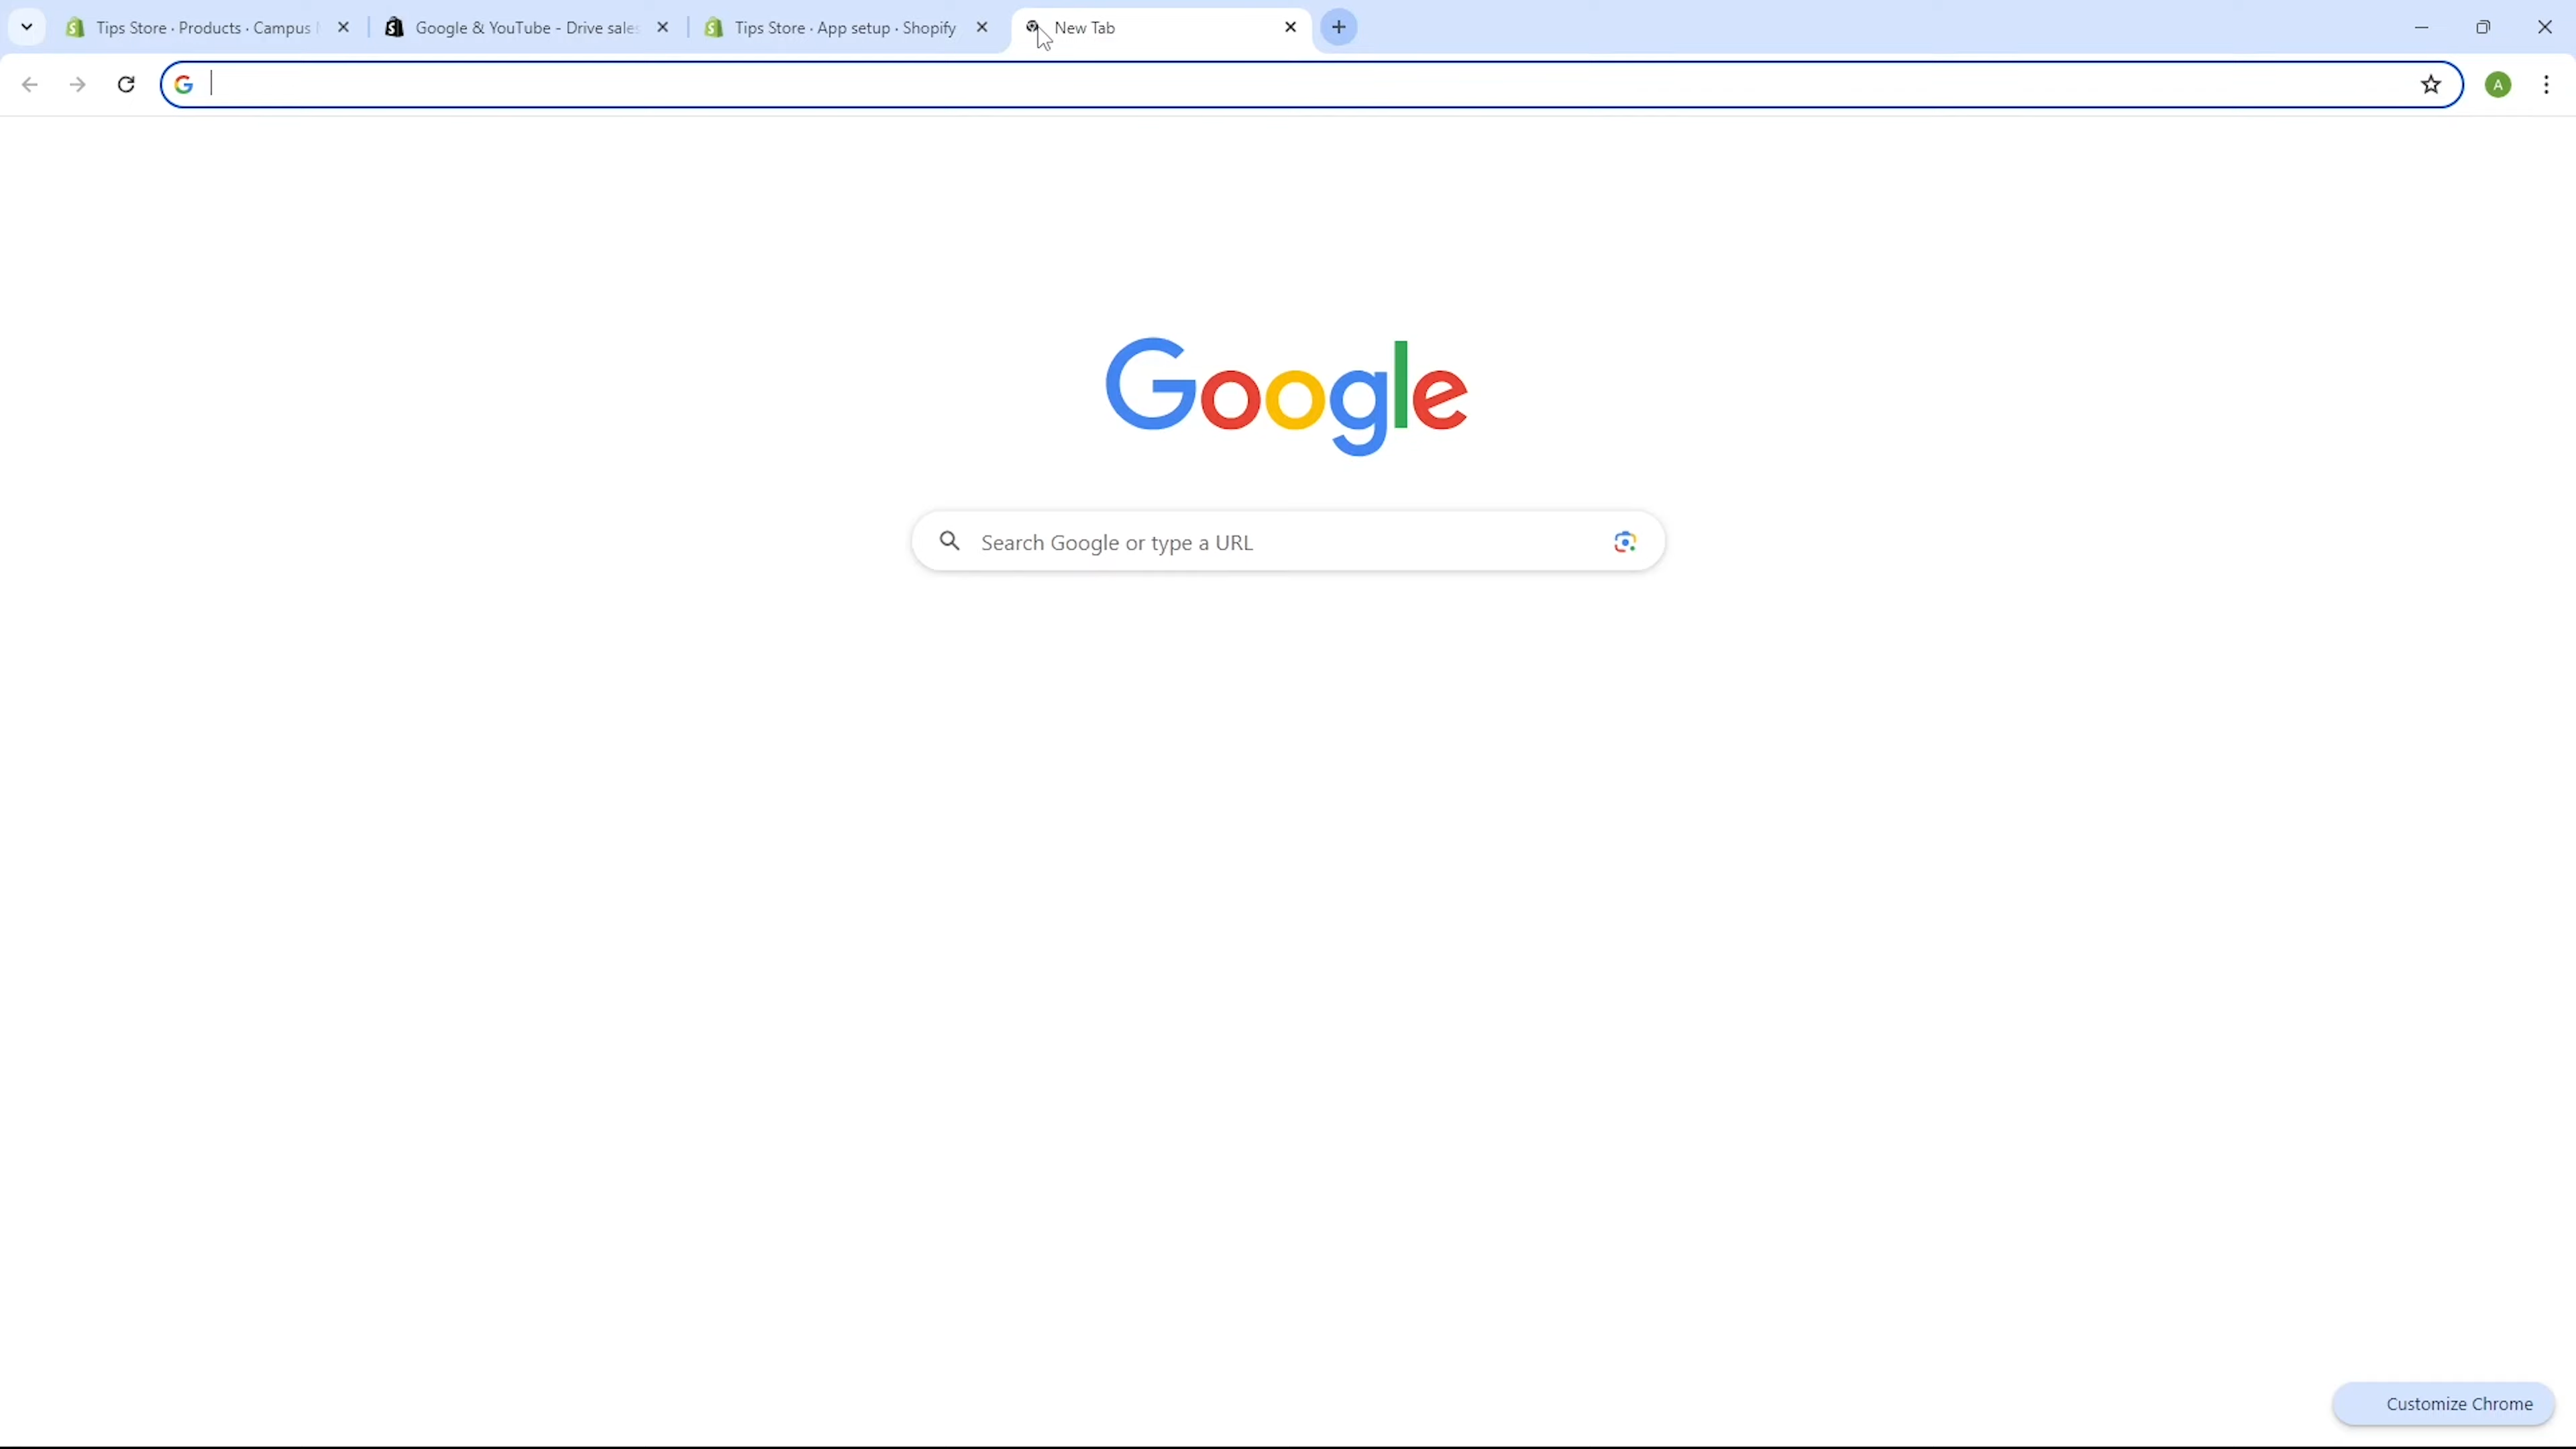 Tips Store · Products · Campus
Google & YouTube - Drive sales
Tips Store · App setup · Shopify
New Tab
A
Google
Search Google or type a URL
Customize Chrome